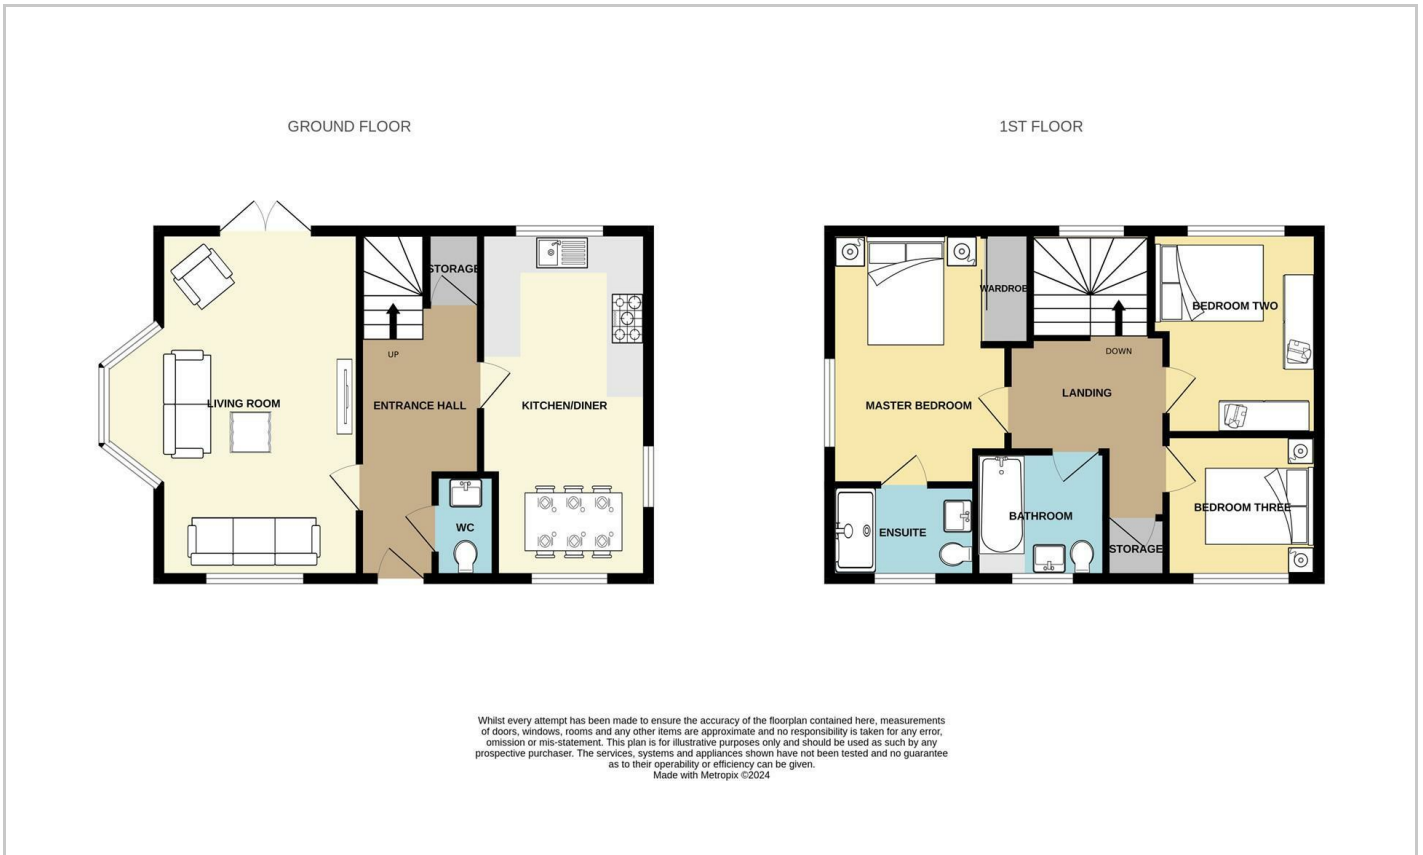 GROUND FLOOR
STORAGE
UP
LIVING ROOM
ENTRANCE HALL
KITCHEN/DINER
WC
1ST FLOOR
WARDROBE
BEDROOM TWO
DOWN
LANDING
MASTER BEDROOM
BEDROOM THREE
BATHROOM
ENSUITE
STORAGE
Whilst every attempt has been made to ensure the accuracy of the floorplan contained here, measurements
of doors, windows, rooms and any other items are approximate and no responsibility is taken for any error,
omission or mis-statement. This plan is for illustrative purposes only and should be used as such by any
prospective purchaser. The services, systems and appliances shown have not been tested and no guarantee
as to their operability or efficiency can be given.
Made with Metropix ©2024